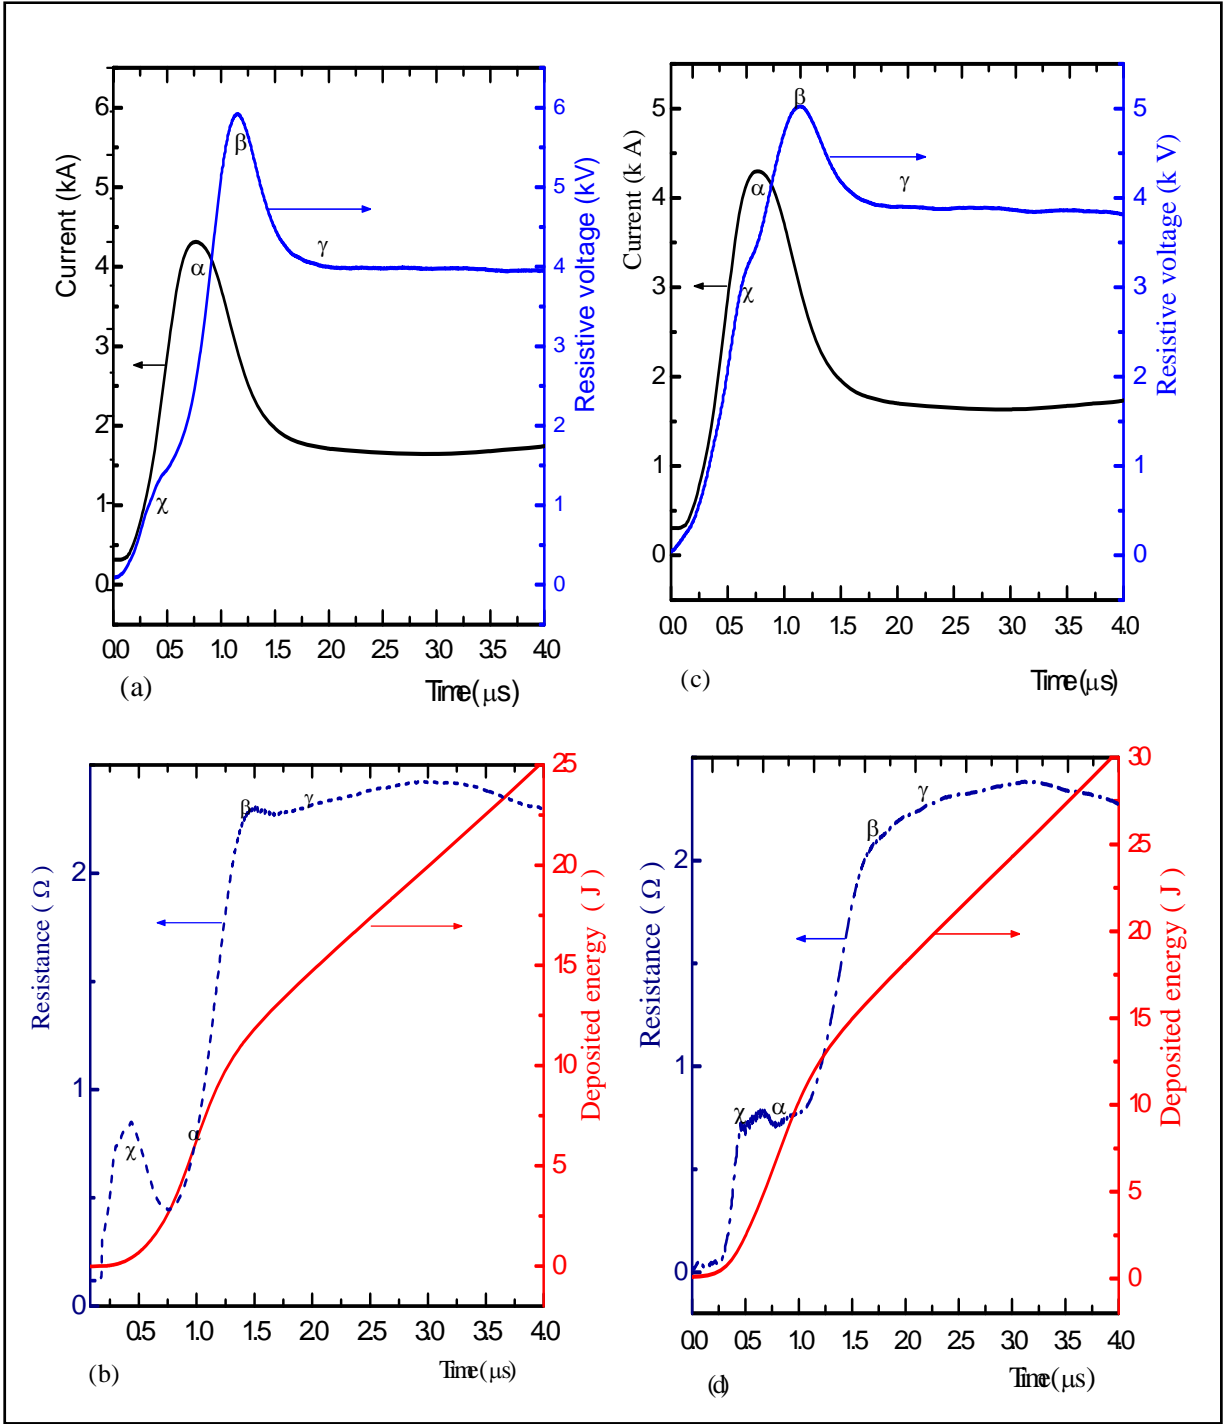 6
5
4
3
2
1
0
Current (kA)
6
5
4
3
2
1
0
Resistive voltage (kV)
α
β
γ
χ
0.0 0.5 1.0 1.5 2.0 2.5 3.0 3.5 4.0
(a)
Time(μs)
5
4
3
2
1
0
Current (k A)
5
4
3
2
1
0
Resistive voltage (k V)
β
α
γ
χ
0.0 0.5 1.0 1.5 2.0 2.5 3.0 3.5 4.0
(c)
Time(μs)
2
1
0
Resistance ( Ω )
25
20
15
10
5
0
Deposited energy ( J )
β
γ
α
χ
0.5 1.0 1.5 2.0 2.5 3.0 3.5 4.0
(b)
Time(μs)
2
1
0
Resistance ( Ω )
30
25
20
15
10
5
0
Deposited energy ( J )
γ
β
χ
α
0.0 0.5 1.0 1.5 2.0 2.5 3.0 3.5 4.0
(d)
Time(μs)